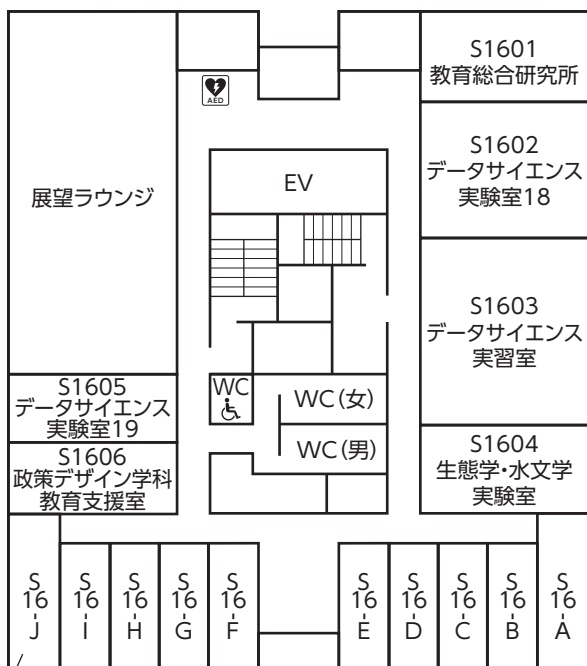 S1601
教育総合研究所
AED
S1602
データサイエンス
実験室18
EV
展望ラウンジ
S1603
データサイエンス
実習室
S1605
データサイエンス
実験室19
WC
WC(女)
WC(男)
S1604
生態学・水文学
実験室
S1606
政策デザイン学科
教育支援室
S16-J
S16-I
S16-H
S16-G
S16-F
S16-E
S16-D
S16-C
S16-B
S16-A